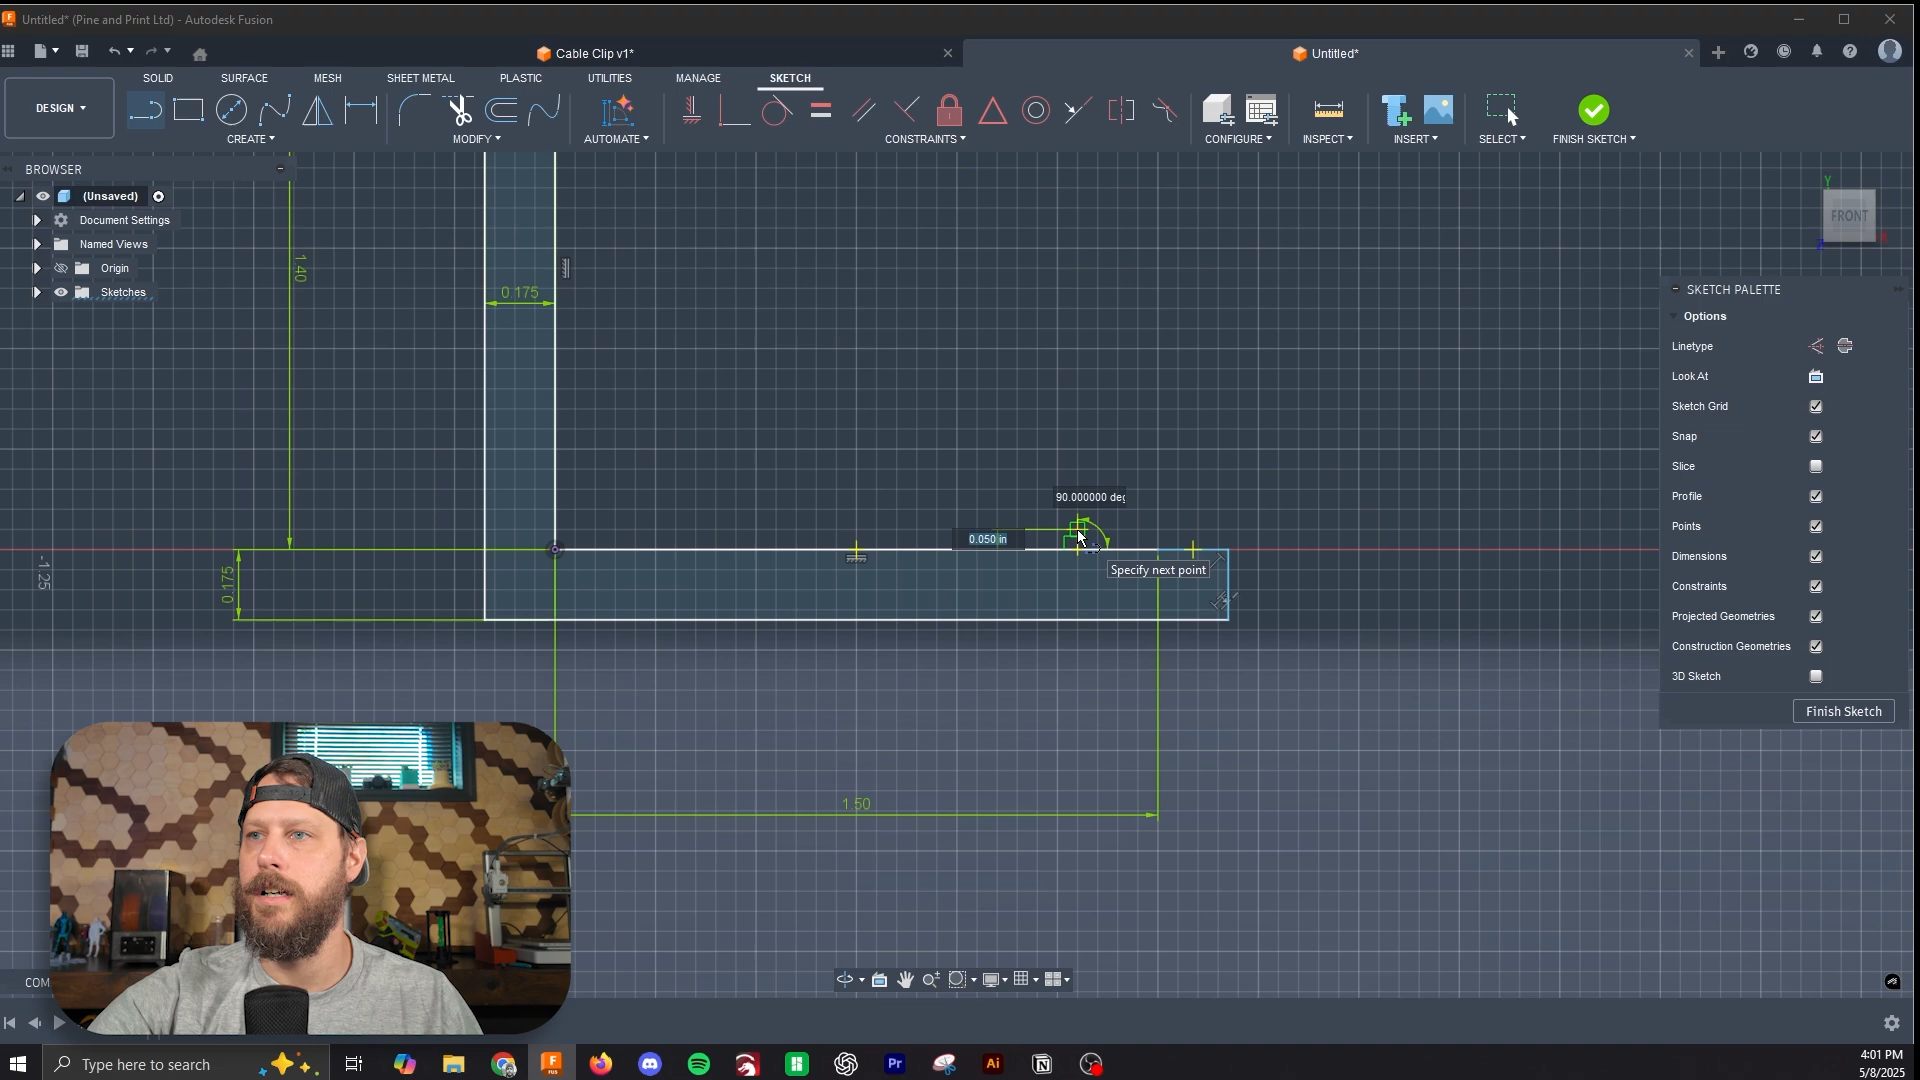 Untitled* (Pine and Print Ltd) - Autodesk Fusion
Cable Clip v1*
Untitled*
SOLID
SURFACE
MESH
SHEET METAL
PLASTIC
UTILITIES
MANAGE
SKETCH
DESIGN
CREATE
MODIFY
AUTOMATE
CONSTRAINTS
CONFIGURE
INSPECT
INSERT
SELECT
FINISH SKETCH
BROWSER
(Unsaved)
Document Settings
Named Views
Origin
Sketches
Y
FRONT
1.40
0.175
-1.25
0.175
90.000000 deg
0.050 in
Specify next point
1.50
SKETCH PALETTE
Options
Linetype
Look At
Sketch Grid
Snap
Slice
Profile
Points
Dimensions
Constraints
Projected Geometries
Construction Geometries
3D Sketch
Finish Sketch
COM
Type here to search
Pr
Ai
4:01 PM
5/8/2025